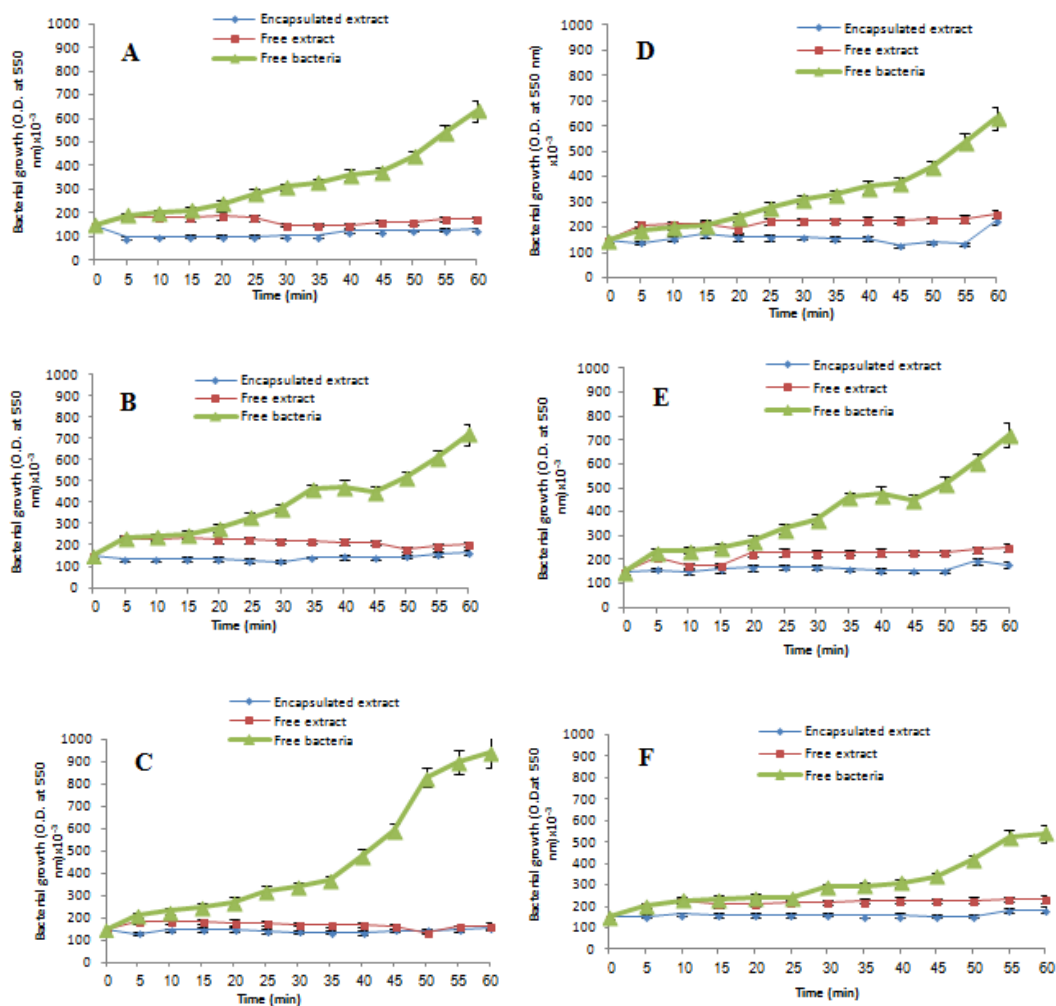 A
Encapsulated extract
Free extract
Free bacteria
Bacterial growth (O.D. at 550
nm)x10⁻³
1000
900
800
700
600
500
400
300
200
100
0
0 5 10 15 20 25 30 35 40 45 50 55 60
Time (min)
D
Encapsulated extract
Free extract
Free bacteria
Bacterial growth (O.D. at 550 nm)
x10⁻³
1000
900
800
700
600
500
400
300
200
100
0
0 5 10 15 20 25 30 35 40 45 50 55 60
Time (min)
B
Encapsulated extract
Free extract
Free bacteria
Bacterial growth (O.D. at 550
nm)x10⁻³
1000
900
800
700
600
500
400
300
200
100
0
0 5 10 15 20 25 30 35 40 45 50 55 60
Time (min)
E
Encapsulated extract
Free extract
Free bacteria
Bacterial growth (O.D. at 550
nm)x10⁻³
1000
900
800
700
600
500
400
300
200
100
0
0 5 10 15 20 25 30 35 40 45 50 55 60
Time (min)
C
Encapsulated extract
Free extract
Free bacteria
Bacterial growth (O.D. at 550
nm)x10⁻³
1000
900
800
700
600
500
400
300
200
100
0
0 5 10 15 20 25 30 35 40 45 50 55 60
Time (min)
F
Encapsulated extract
Free extract
Free bacteria
Bacterial growth (O.D.at 550
nm)x10⁻³
1000
900
800
700
600
500
400
300
200
100
0
0 5 10 15 20 25 30 35 40 45 50 55 60
Time (min)